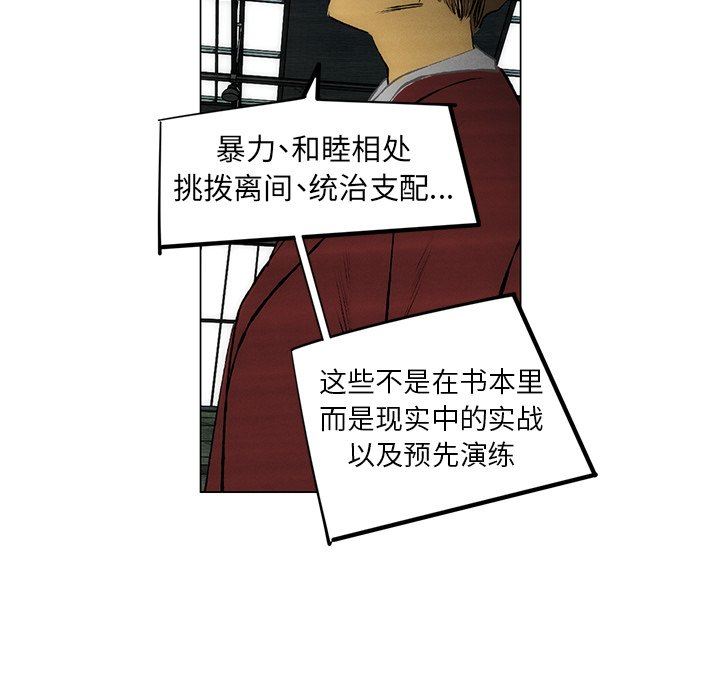 暴力、和睦相处
挑拨离间、统治支配...
这些不是在书本里
而是现实中的实战
以及预先演练